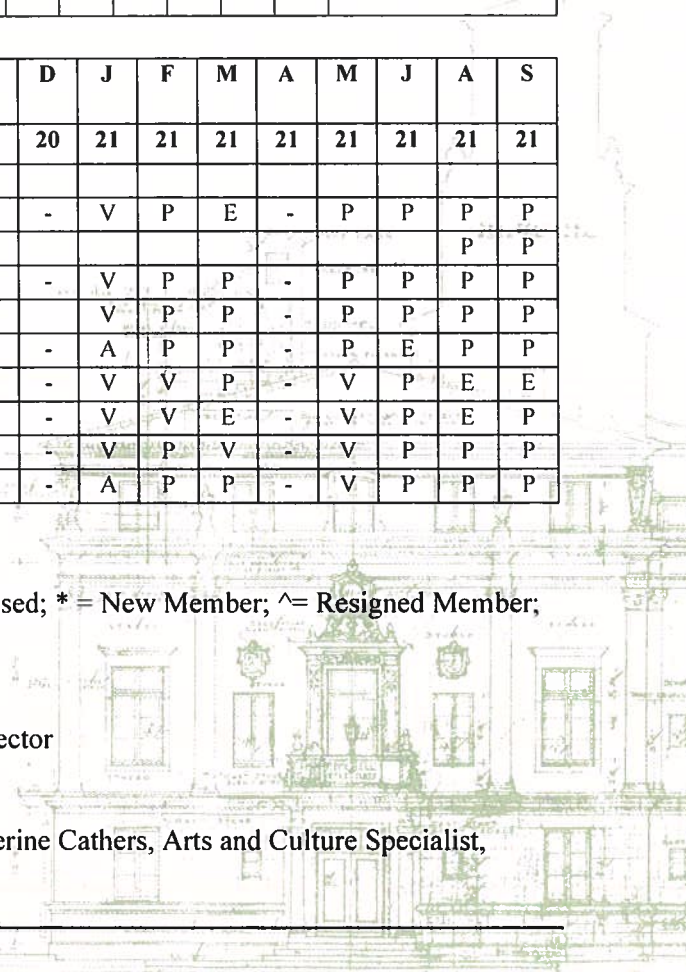 D J F M A M J A S
20 21 21 21 21 21 21 21 21
- V P E - P P P P
P P
- V P P - P P P P
V P P - P P P P
- A P P - P E P P
- V V P - V P E E
- V V E - V P E P
- V P V - V P P P
- A P P - V P P P
sed; * = New Member; ^= Resigned Member;
ector
erine Cathers, Arts and Culture Specialist,